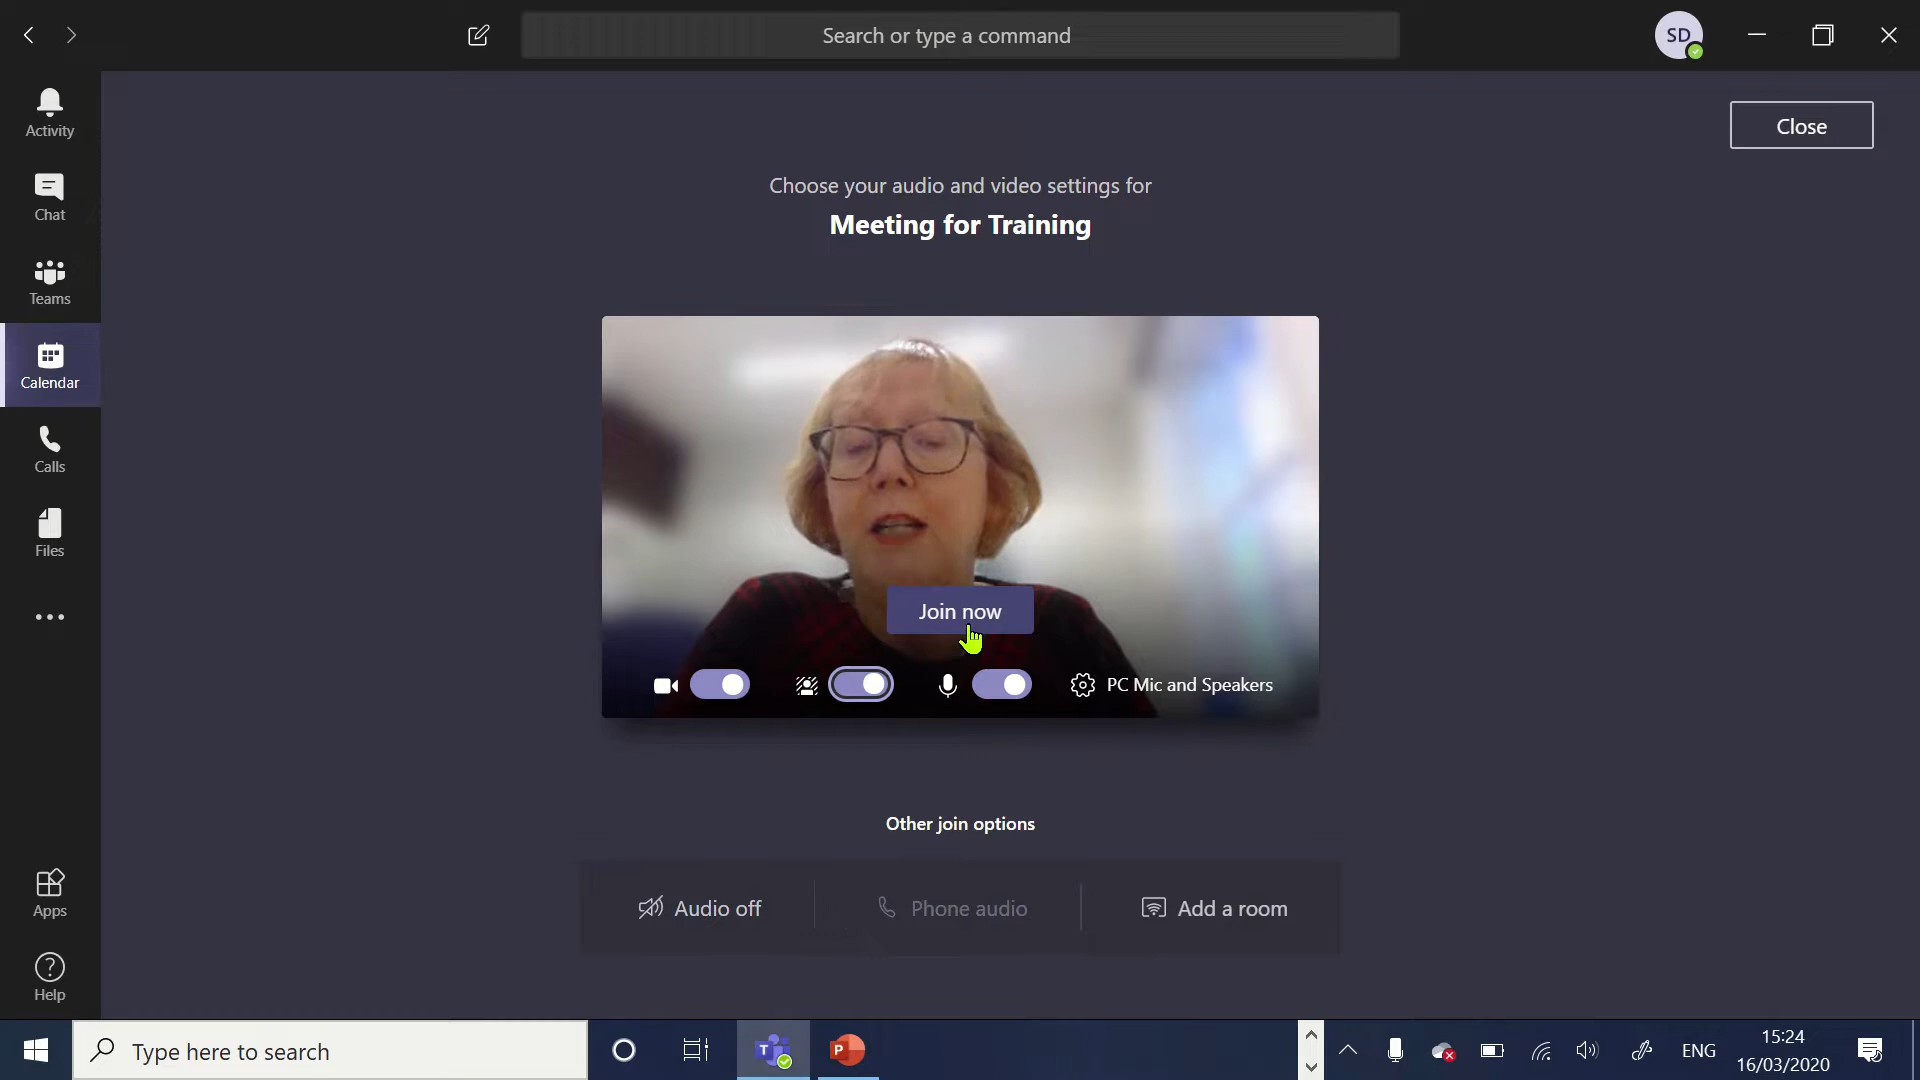 Search or type a command
SD
Activity
Chat
Teams
Calendar
Calls
Files
Apps
Help
Close
Choose your audio and video settings for
Meeting for Training
Join now
PC Mic and Speakers
Other join options
Audio off
Phone audio
Add a room
Type here to search
T
P
ENG
15:24
16/03/2020